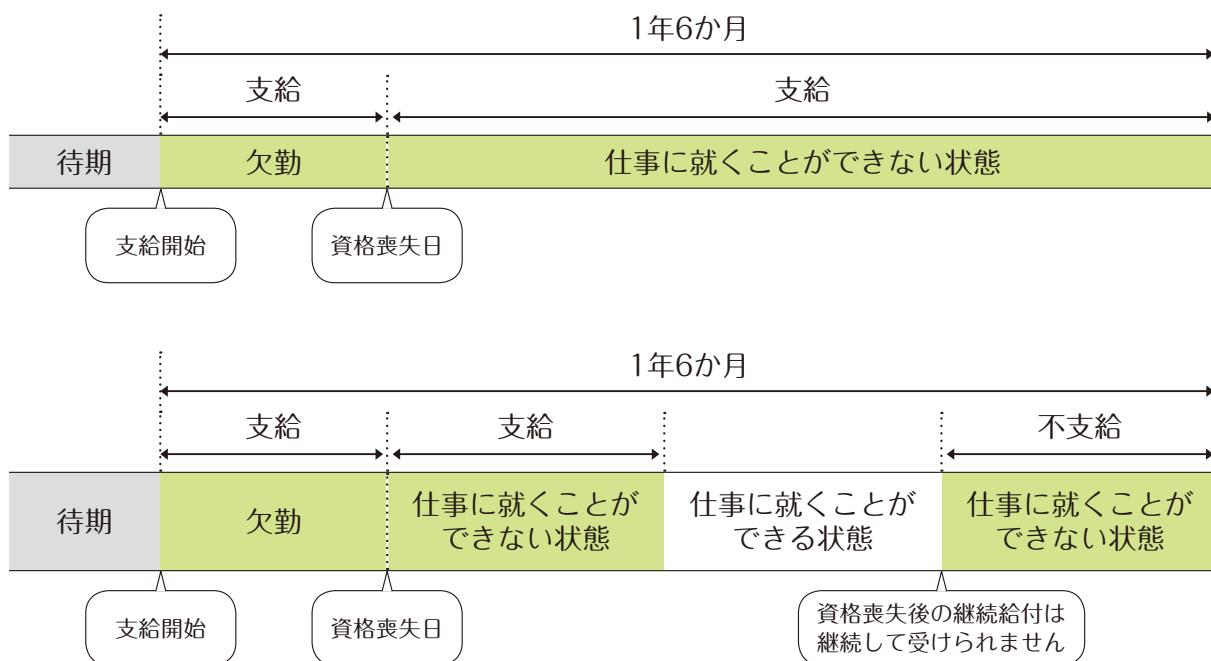 1年6か月
支給
支給
待期
欠勤
仕事に就くことができない状態
支給開始
資格喪失日
1年6か月
支給
支給
不支給
待期
欠勤
仕事に就くことが
できない状態
仕事に就くことが
できる状態
仕事に就くことが
できない状態
支給開始
資格喪失日
資格喪失後の継続給付は
継続して受けられません